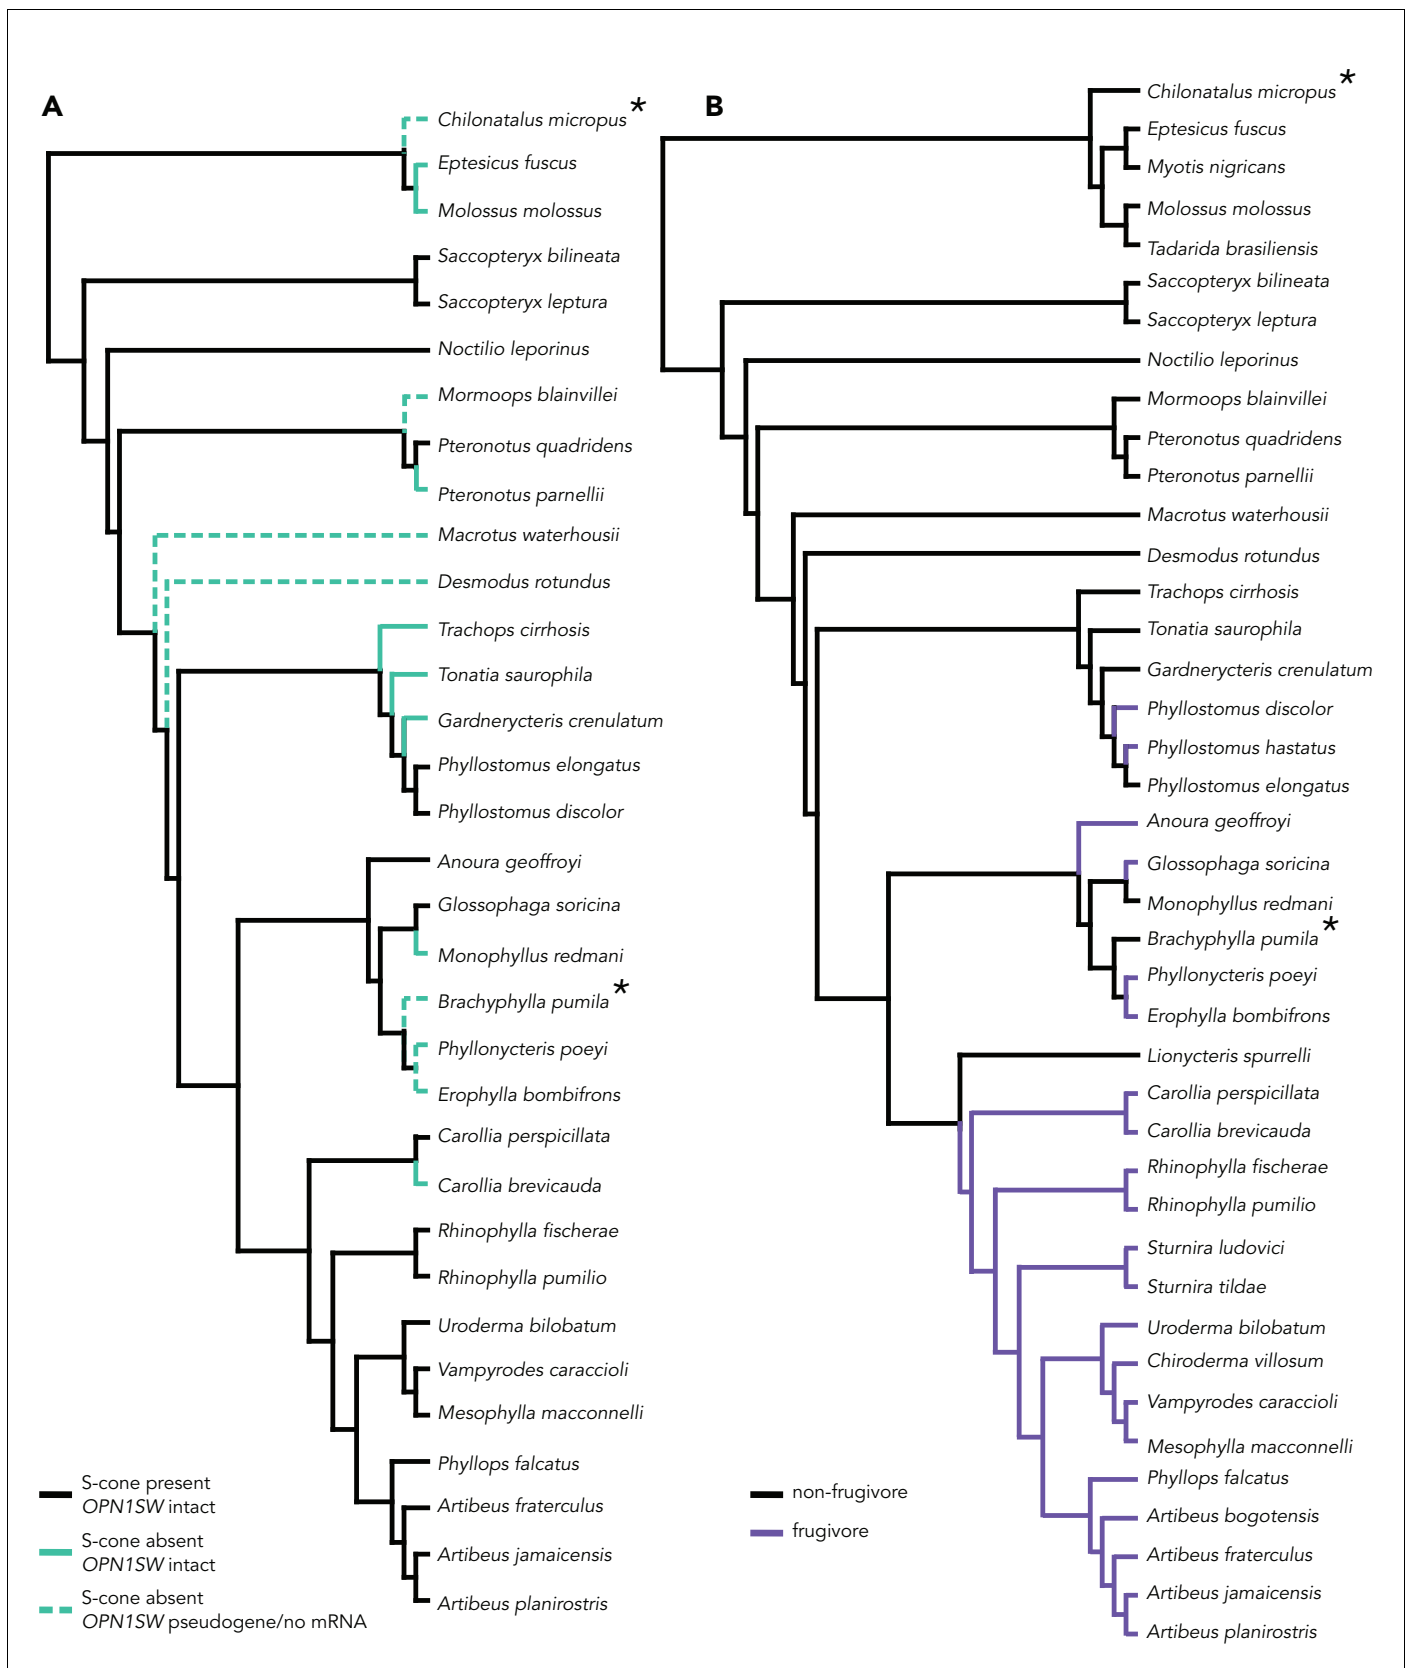 A
Chilonatalus micropus*
Eptesicus fuscus
Molossus molossus
Saccopteryx bilineata
Saccopteryx leptura
Noctilio leporinus
Mormoops blainvillei
Pteronotus quadridens
Pteronotus parnellii
Macrotus waterhousii
Desmodus rotundus
Trachops cirrhosis
Tonatia saurophila
Gardnerycteris crenulatum
Phyllostomus elongatus
Phyllostomus discolor
Anoura geoffroyi
Glossophaga soricina
Monophyllus redmani
Brachyphylla pumila*
Phyllonycteris poeyi
Erophylla bombifrons
Carollia perspicillata
Carollia brevicauda
Rhinophylla fischerae
Rhinophylla pumilio
Uroderma bilobatum
Vampyrodes caraccioli
Mesophylla macconnelli
Phyllops falcatus
Artibeus fraterculus
Artibeus jamaicensis
Artibeus planirostris
S-cone present
OPN1SW intact
S-cone absent
OPN1SW intact
S-cone absent
OPN1SW pseudogene/no mRNA
B
Chilonatalus micropus*
Eptesicus fuscus
Myotis nigricans
Molossus molossus
Tadarida brasiliensis
Saccopteryx bilineata
Saccopteryx leptura
Noctilio leporinus
Mormoops blainvillei
Pteronotus quadridens
Pteronotus parnellii
Macrotus waterhousii
Desmodus rotundus
Trachops cirrhosis
Tonatia saurophila
Gardnerycteris crenulatum
Phyllostomus discolor
Phyllostomus hastatus
Phyllostomus elongatus
Anoura geoffroyi
Glossophaga soricina
Monophyllus redmani
Brachyphylla pumila*
Phyllonycteris poeyi
Erophylla bombifrons
Lionycteris spurrelli
Carollia perspicillata
Carollia brevicauda
Rhinophylla fischerae
Rhinophylla pumilio
Sturnira ludovici
Sturnira tildae
Uroderma bilobatum
Chiroderma villosum
Vampyrodes caraccioli
Mesophylla macconnelli
Phyllops falcatus
Artibeus bogotensis
Artibeus fraterculus
Artibeus jamaicensis
Artibeus planirostris
non-frugivore
frugivore